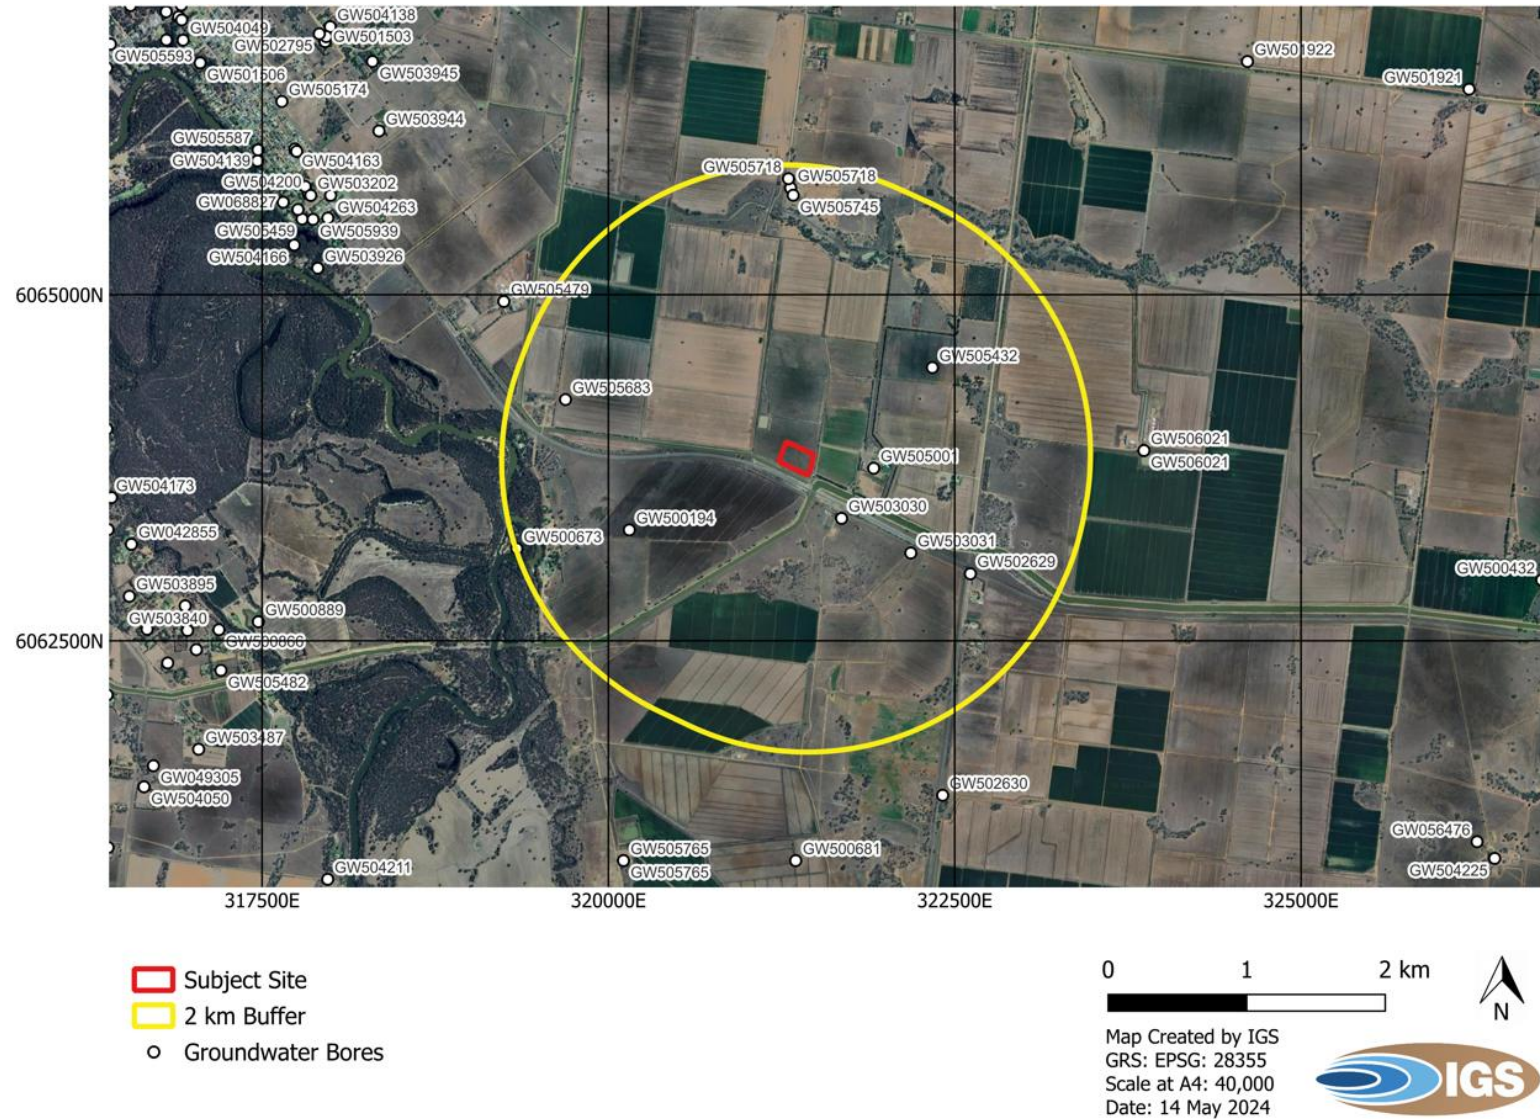 GW504138
GW504049
GW501503
GW502795
GW505593
GW503945
GW501506
GW505174
GW503944
GW501922
GW501921
GW505587
GW504139
GW504163
GW504200
GW503202
GW068827
GW504263
GW505459
GW505939
GW504166
GW503926
GW505718
GW505718
GW505745
6065000N
GW505479
GW505432
GW505683
GW506021
GW506021
GW505001
GW504173
GW503030
GW500194
GW042855
GW500673
GW503031
GW502629
GW500432
GW503895
GW503840
GW500889
6062500N
GW500866
GW505482
GW503487
GW049305
GW504050
GW502630
GW056476
GW504225
GW504211
GW505765
GW505765
GW500681
317500E
320000E
322500E
325000E
Subject Site
2 km Buffer
Groundwater Bores
0 1 2 km
N
Map Created by IGS
GRS: EPSG: 28355
Scale at A4: 40,000
Date: 14 May 2024
IGS